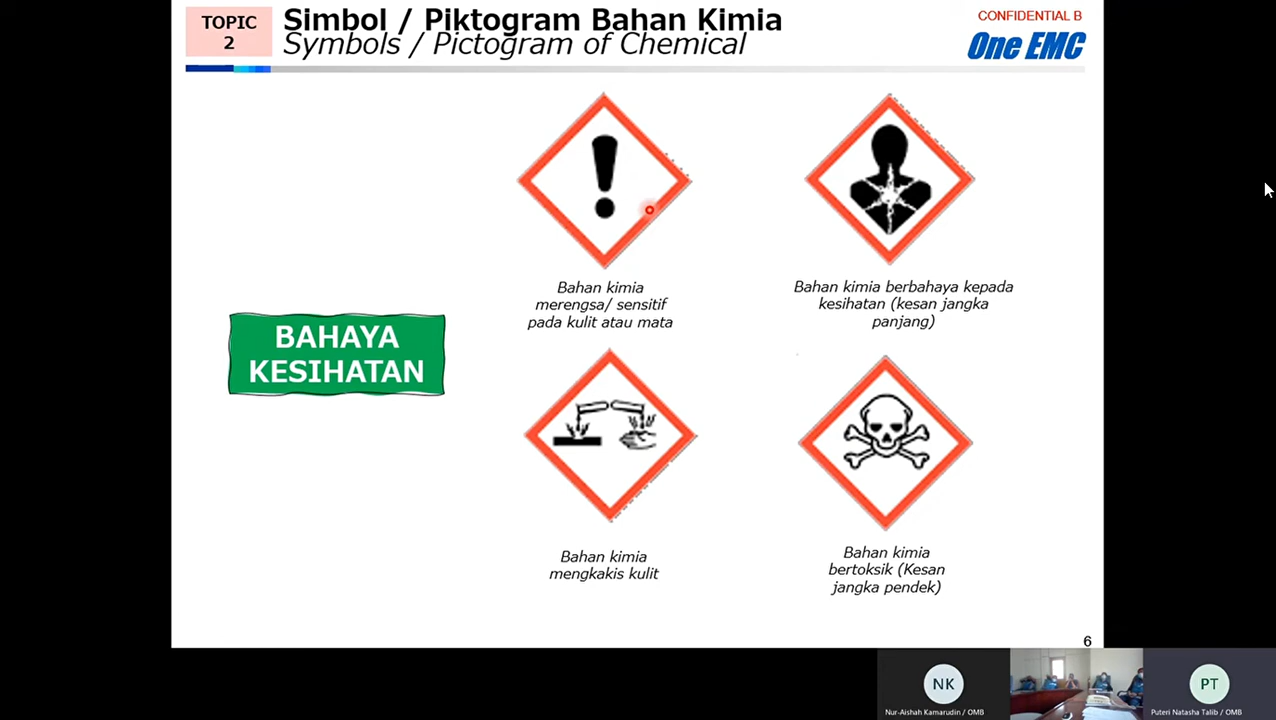 TOPIC
2
Simbol / Piktogram Bahan Kimia
Symbols / Pictogram of Chemical
CONFIDENTIAL B
One EMC
Bahan kimia
merengsa/ sensitif
pada kulit atau mata
Bahan kimia berbahaya kepada
kesihatan (kesan jangka
panjang)
BAHAYA
KESIHATAN
Bahan kimia
mengkakis kulit
Bahan kimia
bertoksik (Kesan
jangka pendek)
6
NK
Nur-Aishah Kamarudin / OMB
PT
Puteri Natasha Talib / OMB